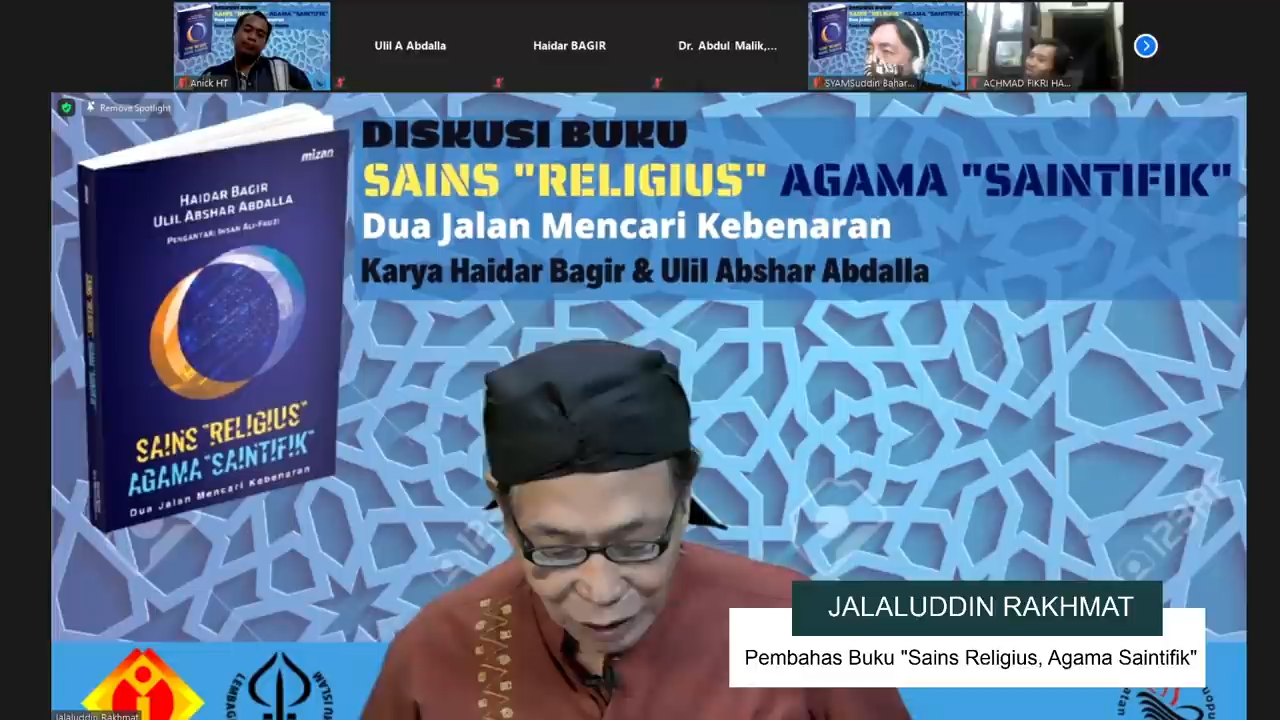 Anick HT
Ulil A Abdalla
Haidar BAGIR
Dr. Abdul Malik,...
SYAMSuddin Bahar...
ACHMAD FIKRI HA...
Remove Spotlight
mizan
HAIDAR BAGIR
ULIL ABSHAR ABDALLA
PENGANTAR: IHSAN ALI-FAUZI
SAINS "RELIGIUS"
AGAMA "SAINTIFIK"
Dua Jalan Mencari Kebenaran
DISKUSI BUKU
SAINS "RELIGIUS" AGAMA "SAINTIFIK"
Dua Jalan Mencari Kebenaran
Karya Haidar Bagir & Ulil Abshar Abdalla
JALALUDDIN RAKHMAT
Pembahas Buku "Sains Religius, Agama Saintifik"
Jalaluddin Rakhmat